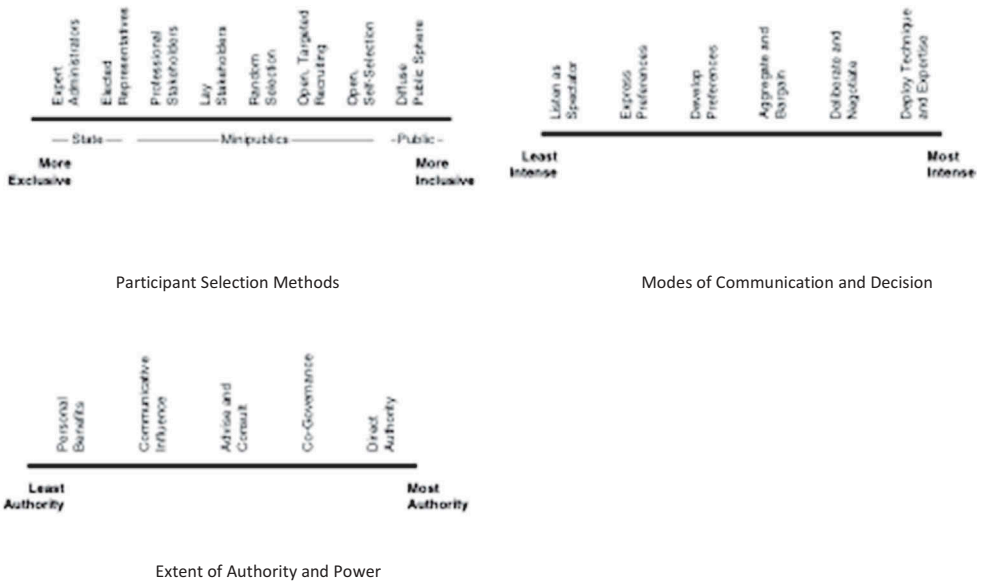 Expert
Administrators
Elected
Representatives
Professional
Stakeholders
Lay
Stakeholders
Random
Selection
Open, Targeted
Recruiting
Open,
Self-Selection
Diffuse
Public Sphere
State
Minipublics
Public
More
Exclusive
More
Inclusive
Participant Selection Methods
Listen as
Spectator
Express
Preferences
Develop
Preferences
Aggregate and
Bargain
Deliberate and
Negotiate
Deploy Technique
and Expertise
Least
Intense
Most
Intense
Modes of Communication and Decision
Personal
Benefits
Communicative
Influence
Advise and
Consult
Co-Governance
Direct
Authority
Least
Authority
Most
Authority
Extent of Authority and Power